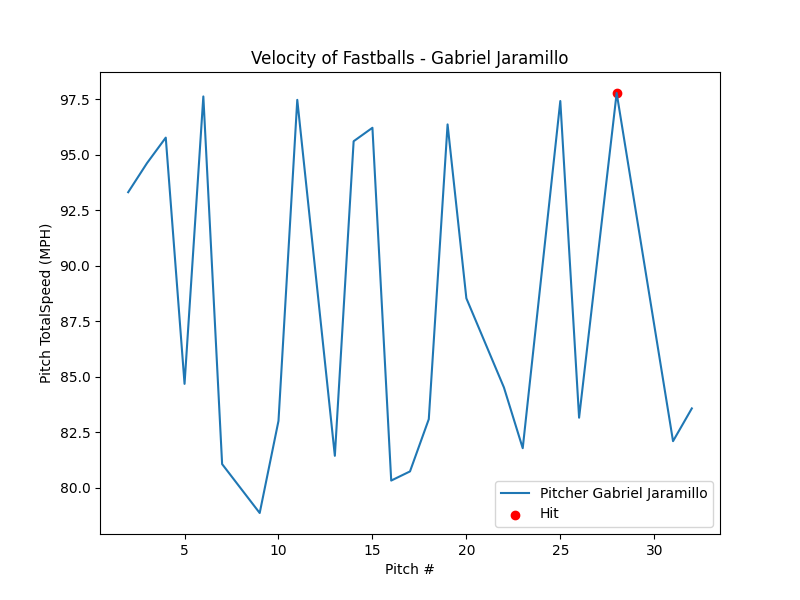 Velocity of Fastballs - Gabriel Jaramillo
97.5
95.0
92.5
90.0
87.5
85.0
82.5
80.0
Pitch TotalSpeed (MPH)
Pitcher Gabriel Jaramillo
Hit
5 10 15 20 25 30
Pitch #